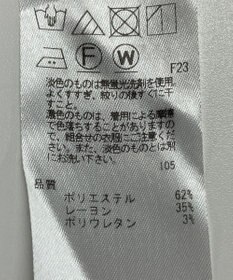 F
W
F23
淡色のものは無蛍光洗剤を使用、
よくすすぎ、絞りの後すぐに干
すこと。
濃色のものは、着用による摩擦
で色落ちすることがありますの
で、組合せの衣服にご注意くだ
さい。また、淡色のものとは別
にお洗い下さい。
105
品質
ポリエステル 62%
レーヨン 35%
ポリウレタン 3%